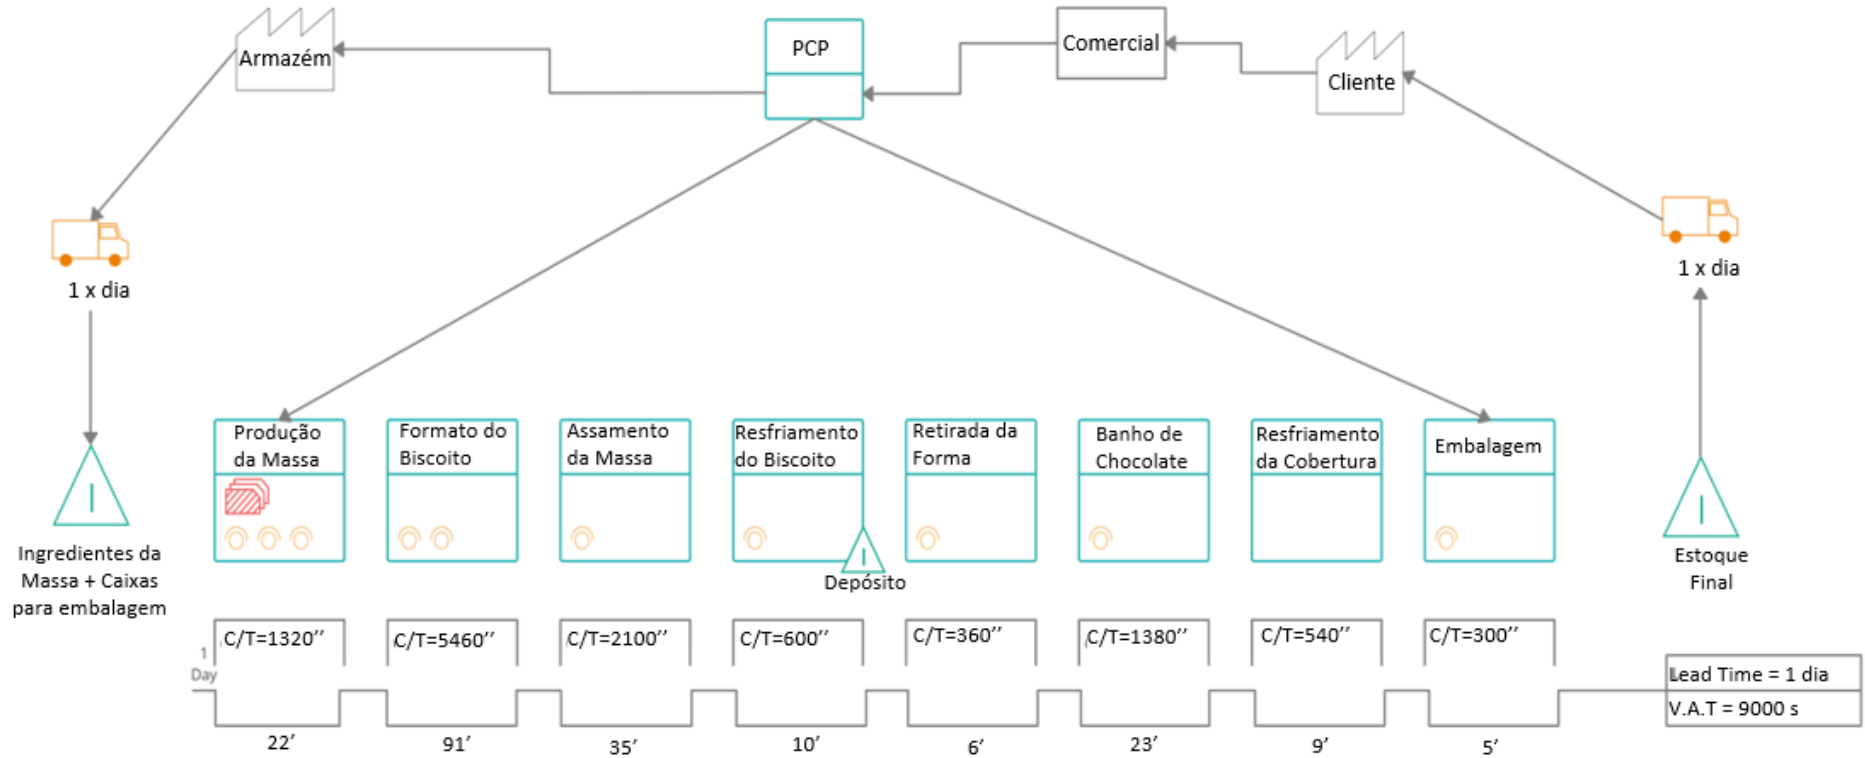 Armazém
PCP
Comercial
Cliente
1 x dia
1 x dia
Produção
da Massa
Formato do
Biscoito
Assamento
da Massa
Resfriamento
do Biscoito
Retirada da
Forma
Banho de
Chocolate
Resfriamento
da Cobertura
Embalagem
Ingredientes da
Massa + Caixas
para embalagem
Depósito
Estoque
Final
C/T=1320’’
C/T=5460’’
C/T=2100’’
C/T=600’’
C/T=360’’
C/T=1380’’
C/T=540’’
C/T=300’’
1
Day
Lead Time = 1 dia
V.A.T = 9000 s
22’
91’
35’
10’
6’
23’
9’
5’